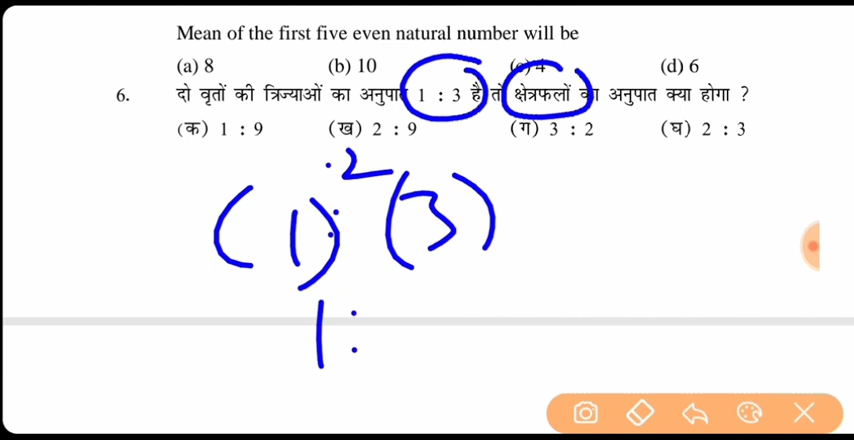 Mean of the first five even natural number will be
(a) 8 (b) 10 (c) 4 (d) 6
6. दो वृतों की त्रिज्याओं का अनुपात 1 : 3 है तो क्षेत्रफलों का अनुपात क्या होगा ?
(क) 1 : 9 (ख) 2 : 9 (ग) 3 : 2 (घ) 2 : 3
(1)² : (3)
1 :